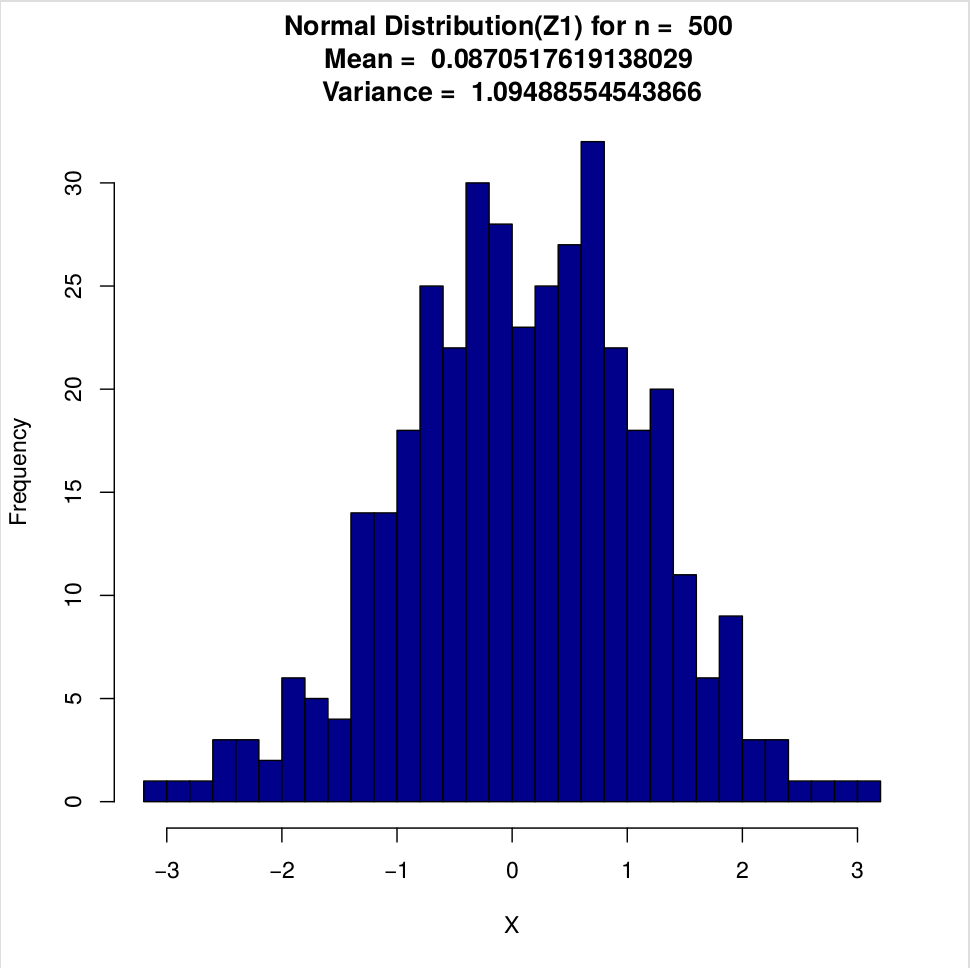 Normal Distribution(Z1) for n =  500
Mean =  0.0870517619138029
Variance =  1.09488554543866
30
25
20
15
10
5
0
Frequency
−3 −2 −1 0 1 2 3
X